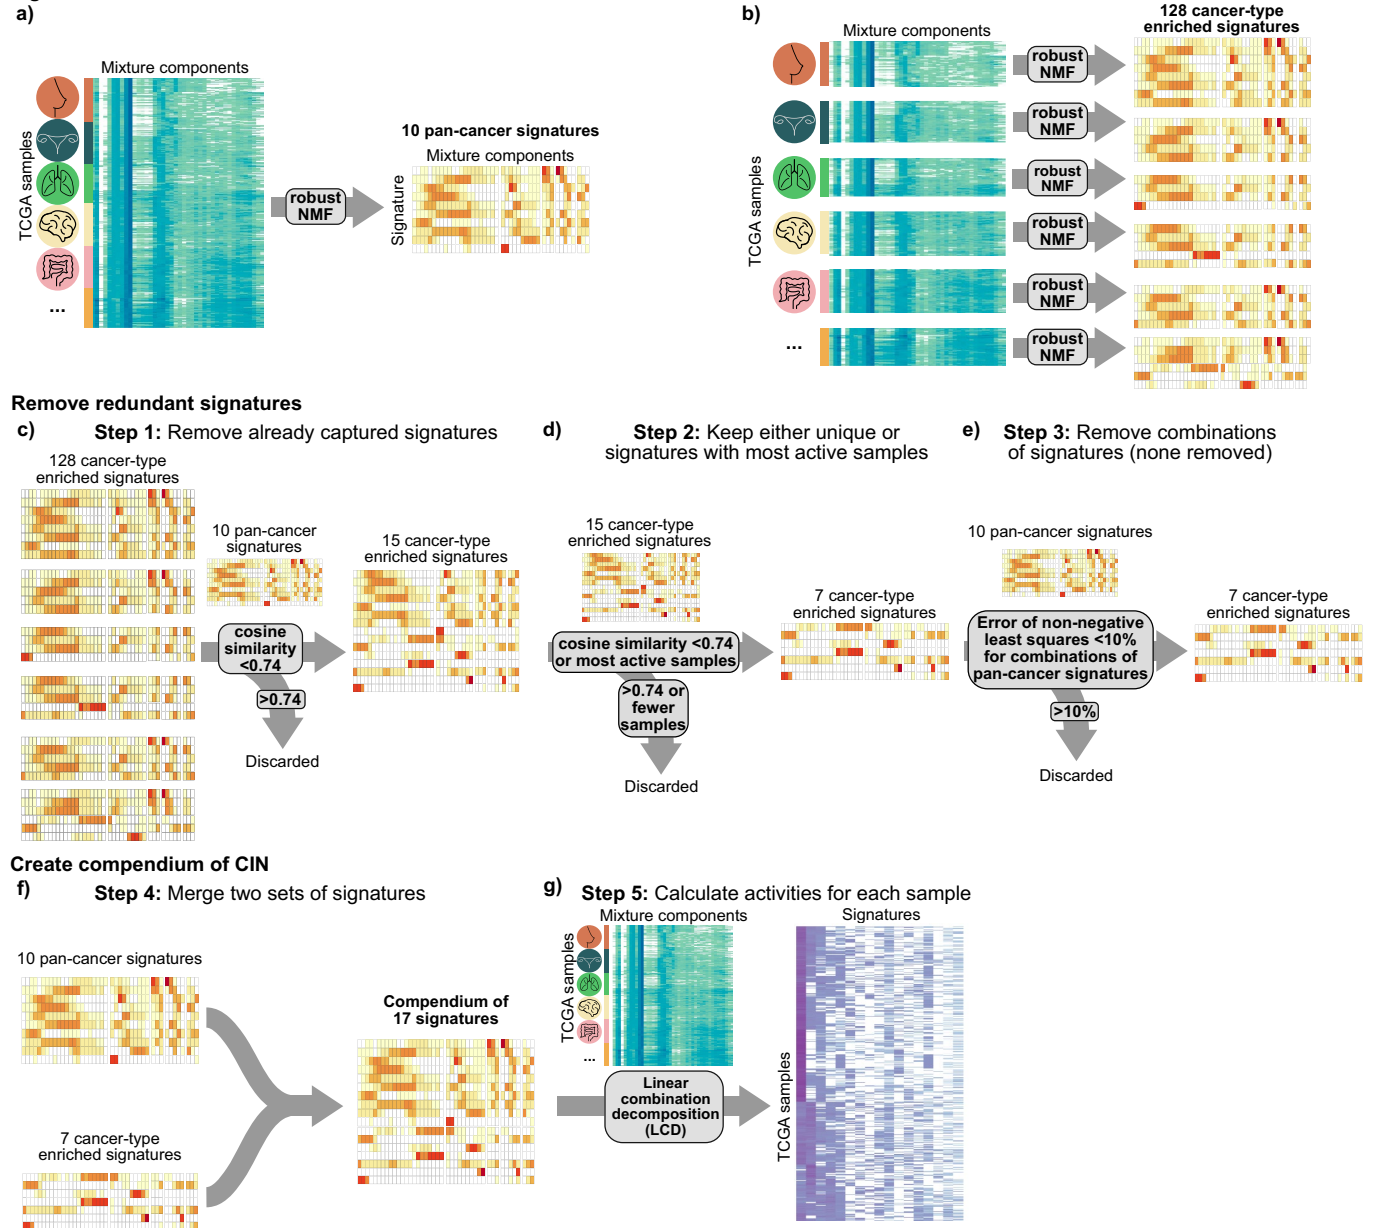 a)
Mixture components
TCGA samples
...
robust
NMF
10 pan-cancer signatures
Mixture components
Signature
b)
Mixture components
128 cancer-type
enriched signatures
TCGA samples
...
robust
NMF
robust
NMF
robust
NMF
robust
NMF
robust
NMF
robust
NMF
Remove redundant signatures
c)
Step 1: Remove already captured signatures
128 cancer-type
enriched signatures
10 pan-cancer
signatures
cosine
similarity
<0.74
>0.74
Discarded
15 cancer-type
enriched signatures
d)
Step 2: Keep either unique or
signatures with most active samples
15 cancer-type
enriched signatures
cosine similarity <0.74
or most active samples
>0.74 or
fewer
samples
Discarded
7 cancer-type
enriched signatures
e)
Step 3: Remove combinations
of signatures (none removed)
10 pan-cancer signatures
Error of non-negative
least squares <10%
for combinations of
pan-cancer signatures
>10%
Discarded
7 cancer-type
enriched signatures
Create compendium of CIN
f)
Step 4: Merge two sets of signatures
10 pan-cancer signatures
7 cancer-type
enriched signatures
Compendium of
17 signatures
g)
Step 5: Calculate activities for each sample
Mixture components
TCGA samples
...
Linear
combination
decomposition
(LCD)
Signatures
TCGA samples